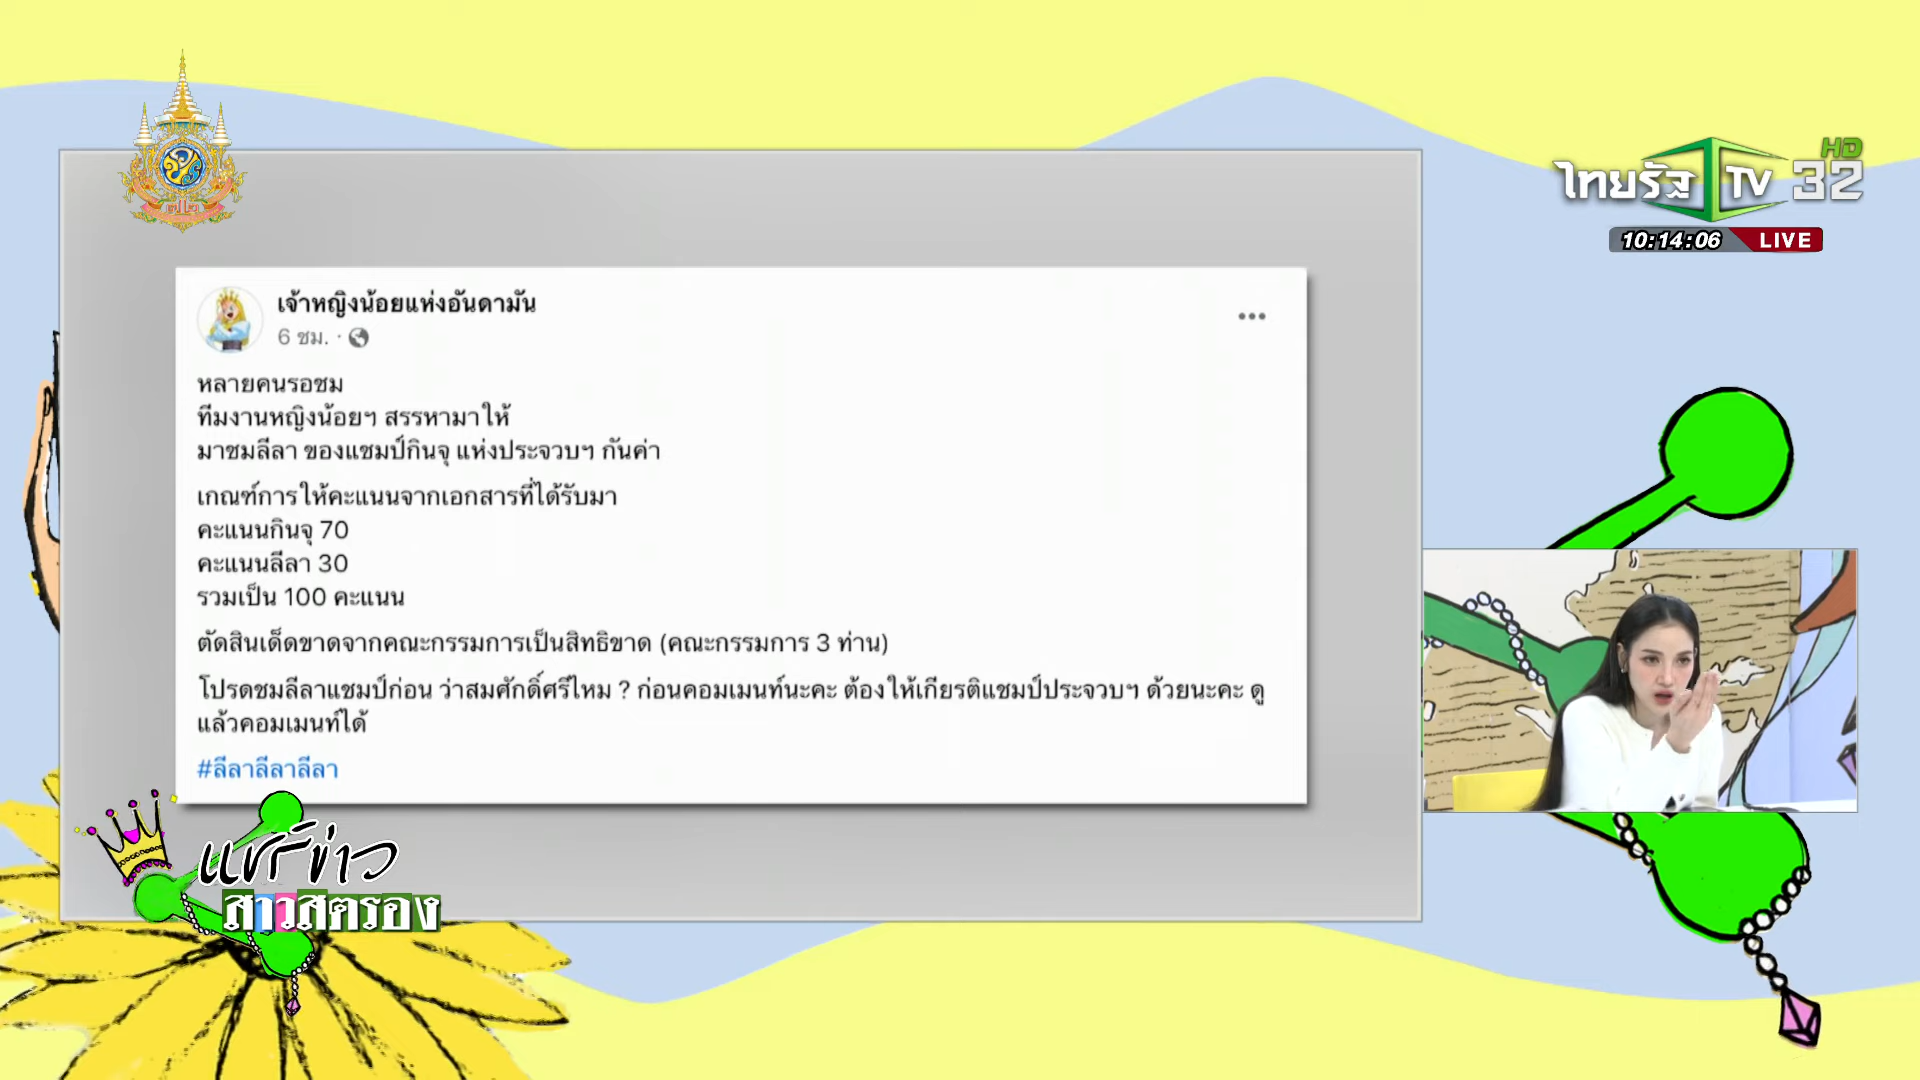 ไทยรัฐ TV 32 HD
10:14:06 LIVE
เจ้าหญิงน้อยแห่งอันดามัน
6 ชม. ·
หลายคนรอชม
ทีมงานหญิงน้อยฯ สรรหามาให้
มาชมลีลา ของแชมป์กินจุ แห่งประจวบฯ กันค่า
เกณฑ์การให้คะแนนจากเอกสารที่ได้รับมา
คะแนนกินจุ 70
คะแนนลีลา 30
รวมเป็น 100 คะแนน
ตัดสินเด็ดขาดจากคณะกรรมการเป็นสิทธิขาด (คณะกรรมการ 3 ท่าน)
โปรดชมลีลาแชมป์ก่อน ว่าสมศักดิ์ศรีไหม ? ก่อนคอมเมนท์นะคะ ต้องให้เกียรติแชมป์ประจวบฯ ด้วยนะคะ ดู
แล้วคอมเมนท์ได้
#ลีลาลีลาลีลา
แชร์ข่าว
สาวสตรอง